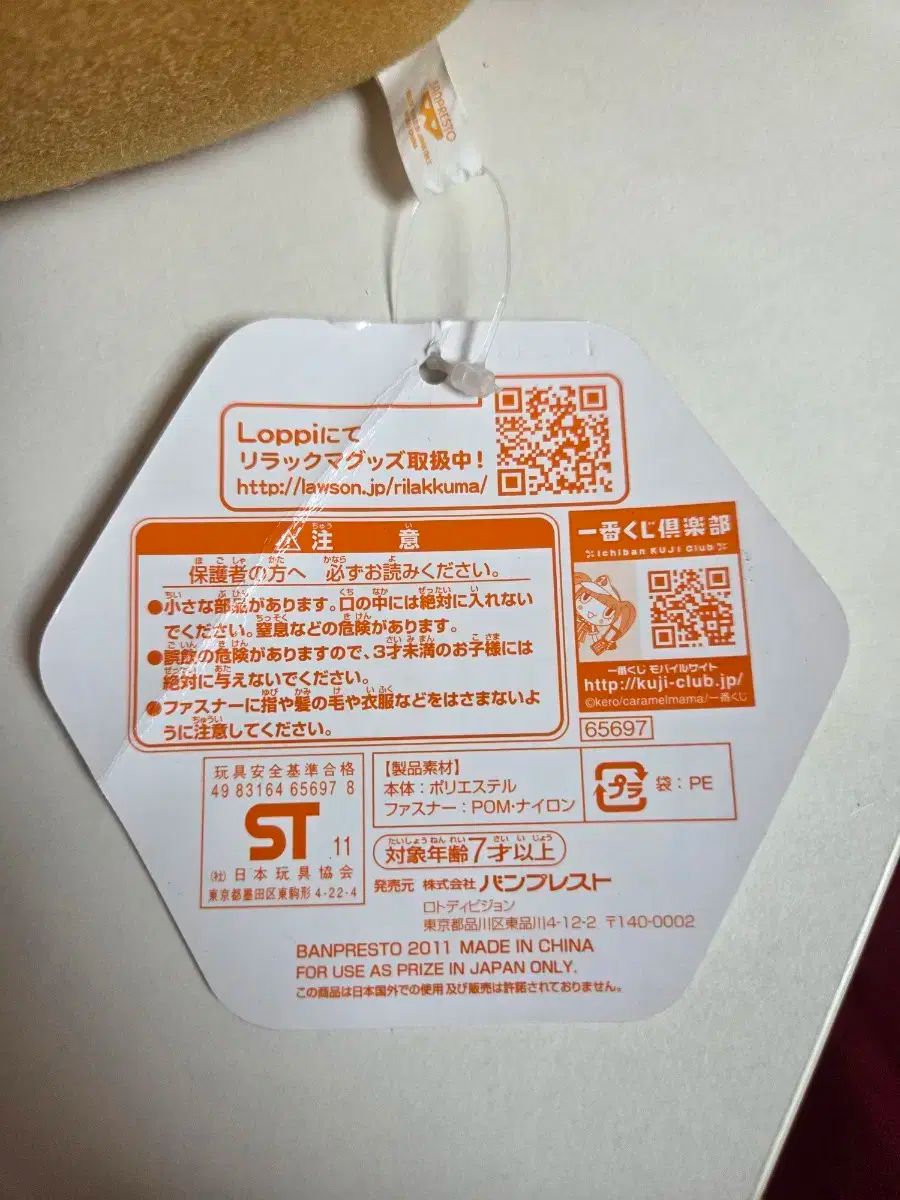 BANPRESTO
Loppiにて
リラックマグッズ取扱中!
http://lawson.jp/rilakkuma/
注意
保護者の方へ 必ずお読みください。
●小さな部品があります。口の中には絶対に入れない
でください。窒息などの危険があります。
●誤飲の危険がありますので、3才未満のお子様には
絶対に与えないでください。
●ファスナーに指や髪の毛や衣服などをはさまないよ
うに注意してください。
一番くじ倶楽部
Ichiban KUJI Club
一番くじ モバイルサイト
http://kuji-club.jp/
©kero/caramelmama/一番くじ
65697
玩具安全基準合格
49 83164 65697 8
ST 11
(社)日本玩具協会
東京都墨田区東駒形 4-22-4
【製品素材】
本体:ポリエステル
ファスナー:POM・ナイロン
プラ 袋:PE
対象年齢7才以上
発売元 株式会社 バンプレスト
ロトディビジョン
東京都品川区東品川4-12-2 〒140-0002
BANPRESTO 2011 MADE IN CHINA
FOR USE AS PRIZE IN JAPAN ONLY.
この商品は日本国外での使用及び販売は許諾されておりません。